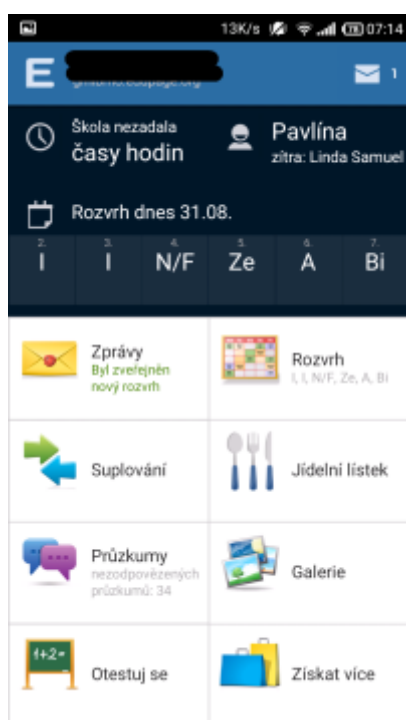 13K/s 78 07:14
E
1
Škola nezadala
časy hodin
Pavlína
zítra: Linda Samuel
Rozvrh dnes 31.08.
2. 3. 4. 5. 6. 7.
I I N/F Ze A Bi
Zprávy
Byl zveřejněn
nový rozvrh
Rozvrh
I, I, N/F, Ze, A, Bi
Suplování
Jídelní lístek
Průzkumy
nezodpovězených
průzkumů: 34
Galerie
1+2=
Otestuj se
Získat více